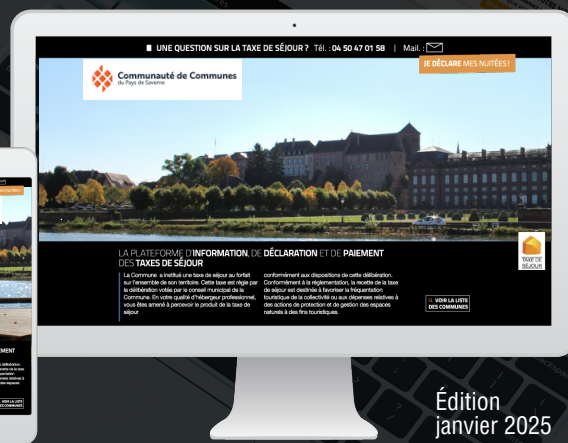 UNE QUESTION SUR LA TAXE DE SÉJOUR ? Tél. : 04 50 47 01 58 | Mail. :
JE DÉCLARE MES NUITÉES !
Communauté de Communes
du Pays de Saverne
LA PLATEFORME D'INFORMATION, DE DÉCLARATION ET DE PAIEMENT
DES TAXES DE SÉJOUR
La Commune a institué une taxe de séjour au forfait
sur l'ensemble de son territoire. Cette taxe est régie par
la délibération votée par le conseil municipal de la
Commune. En votre qualité d'hébergeur professionnel,
vous êtes amené à percevoir le produit de la taxe de
séjour
conformément aux dispositions de cette délibération.
Conformément à la réglementation, la recette de la taxe
de séjour est destinée à favoriser la fréquentation
touristique de la collectivité ou aux dépenses relatives à
des actions de protection et de gestion des espaces
naturels à des fins touristiques.
TAXE DE
SÉJOUR
VOIR LA LISTE
DES COMMUNES
VOIR LA LISTE
DES COMMUNES
Édition
janvier 2025